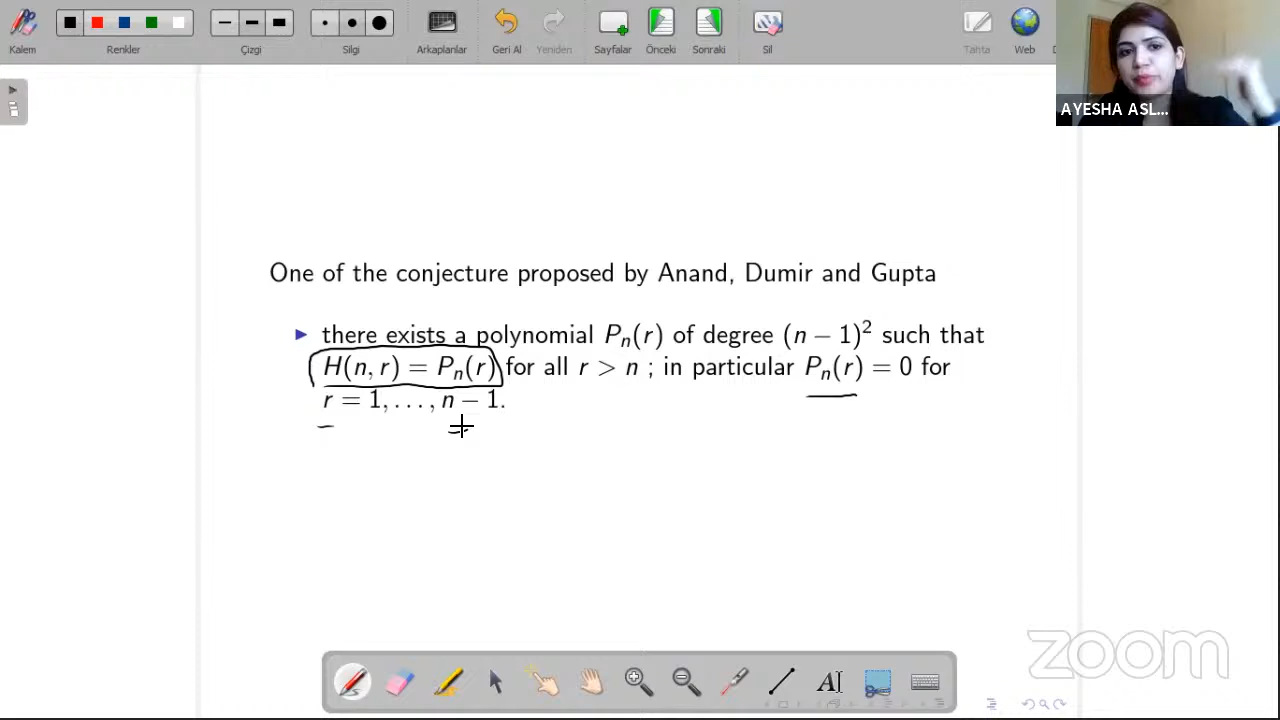 Kalem
Renkler
Çizgi
Silgi
Arkaplanlar
Geri Al
Yeniden
Sayfalar
Önceki
Sonraki
Sil
Tahta
Web
AYESHA ASL...
One of the conjecture proposed by Anand, Dumir and Gupta
► there exists a polynomial Pₙ(r) of degree (n − 1)² such that
H(n, r) = Pₙ(r) for all r > n ; in particular Pₙ(r) = 0 for
r = 1, . . . , n − 1.
zoom